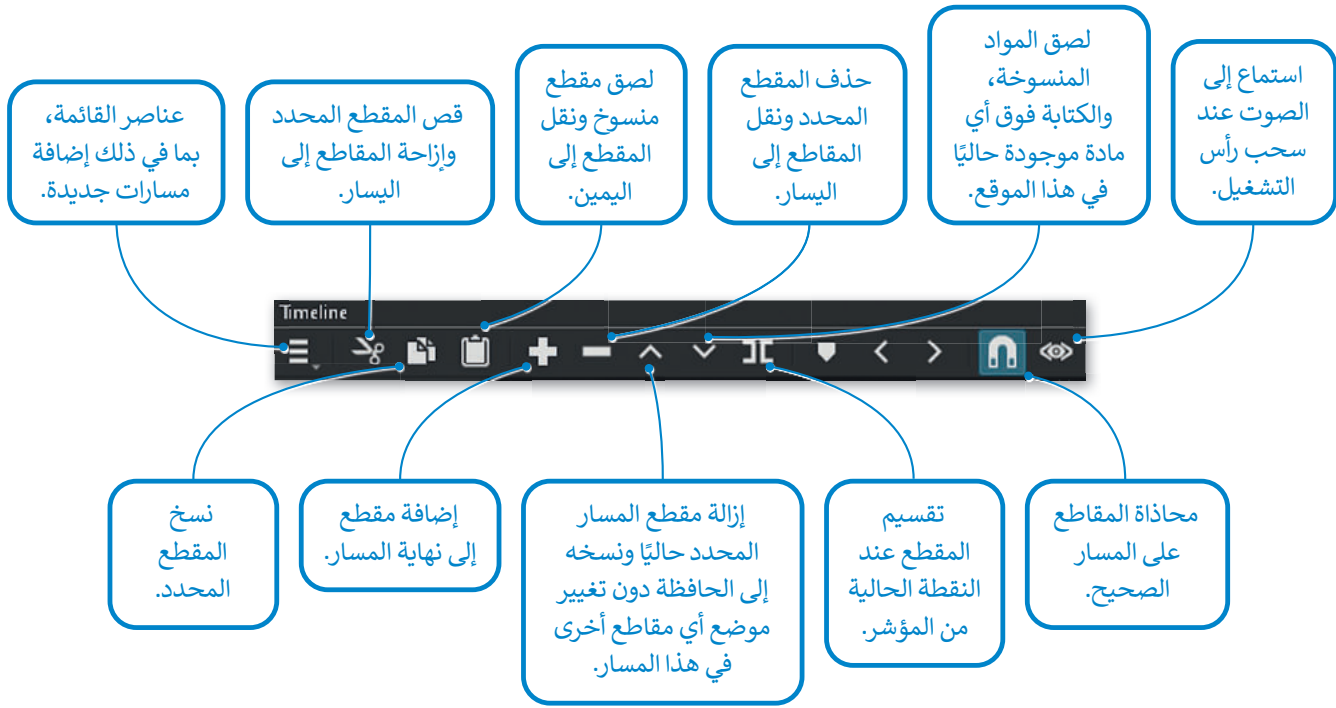 استماع إلى
الصوت عند
سحب رأس
التشغيل.
لصق المواد
المنسوخة،
والكتابة فوق أي
مادة موجودة حاليًا
في هذا الموقع.
حذف المقطع
المحدد ونقل
المقاطع إلى
اليسار.
لصق مقطع
منسوخ ونقل
المقطع إلى
اليمين.
قص المقطع المحدد
وإزاحة المقاطع إلى
اليسار.
عناصر القائمة،
بما في ذلك إضافة
مسارات جديدة.
Timeline
محاذاة المقاطع
على المسار
الصحيح.
تقسيم
المقطع عند
النقطة الحالية
من المؤشر.
إزالة مقطع المسار
المحدد حاليًا ونسخه
إلى الحافظة دون تغيير
موضع أي مقاطع أخرى
في هذا المسار.
إضافة مقطع
إلى نهاية المسار.
نسخ
المقطع
المحدد.